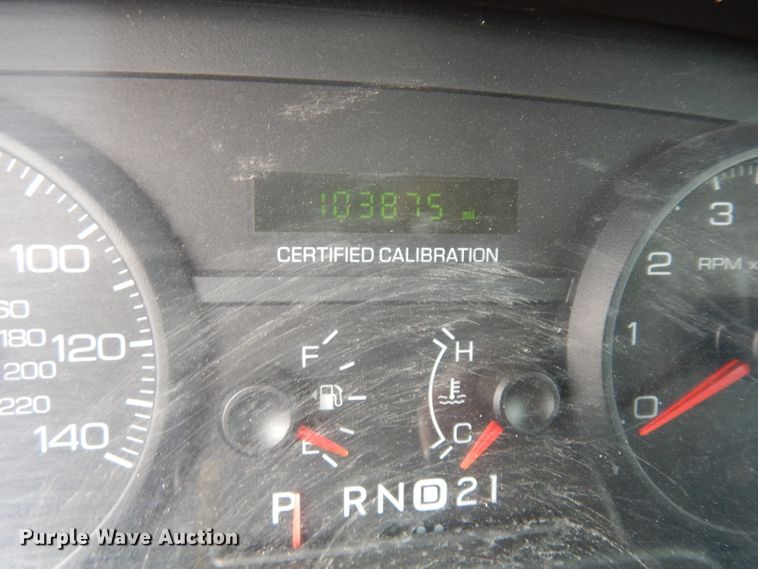 103875 mi
CERTIFIED CALIBRATION
100
120
140
60
180
200
220
F
E
H
C
3
2
1
0
RPM x
P R N D 2 1
Purple Wave Auction